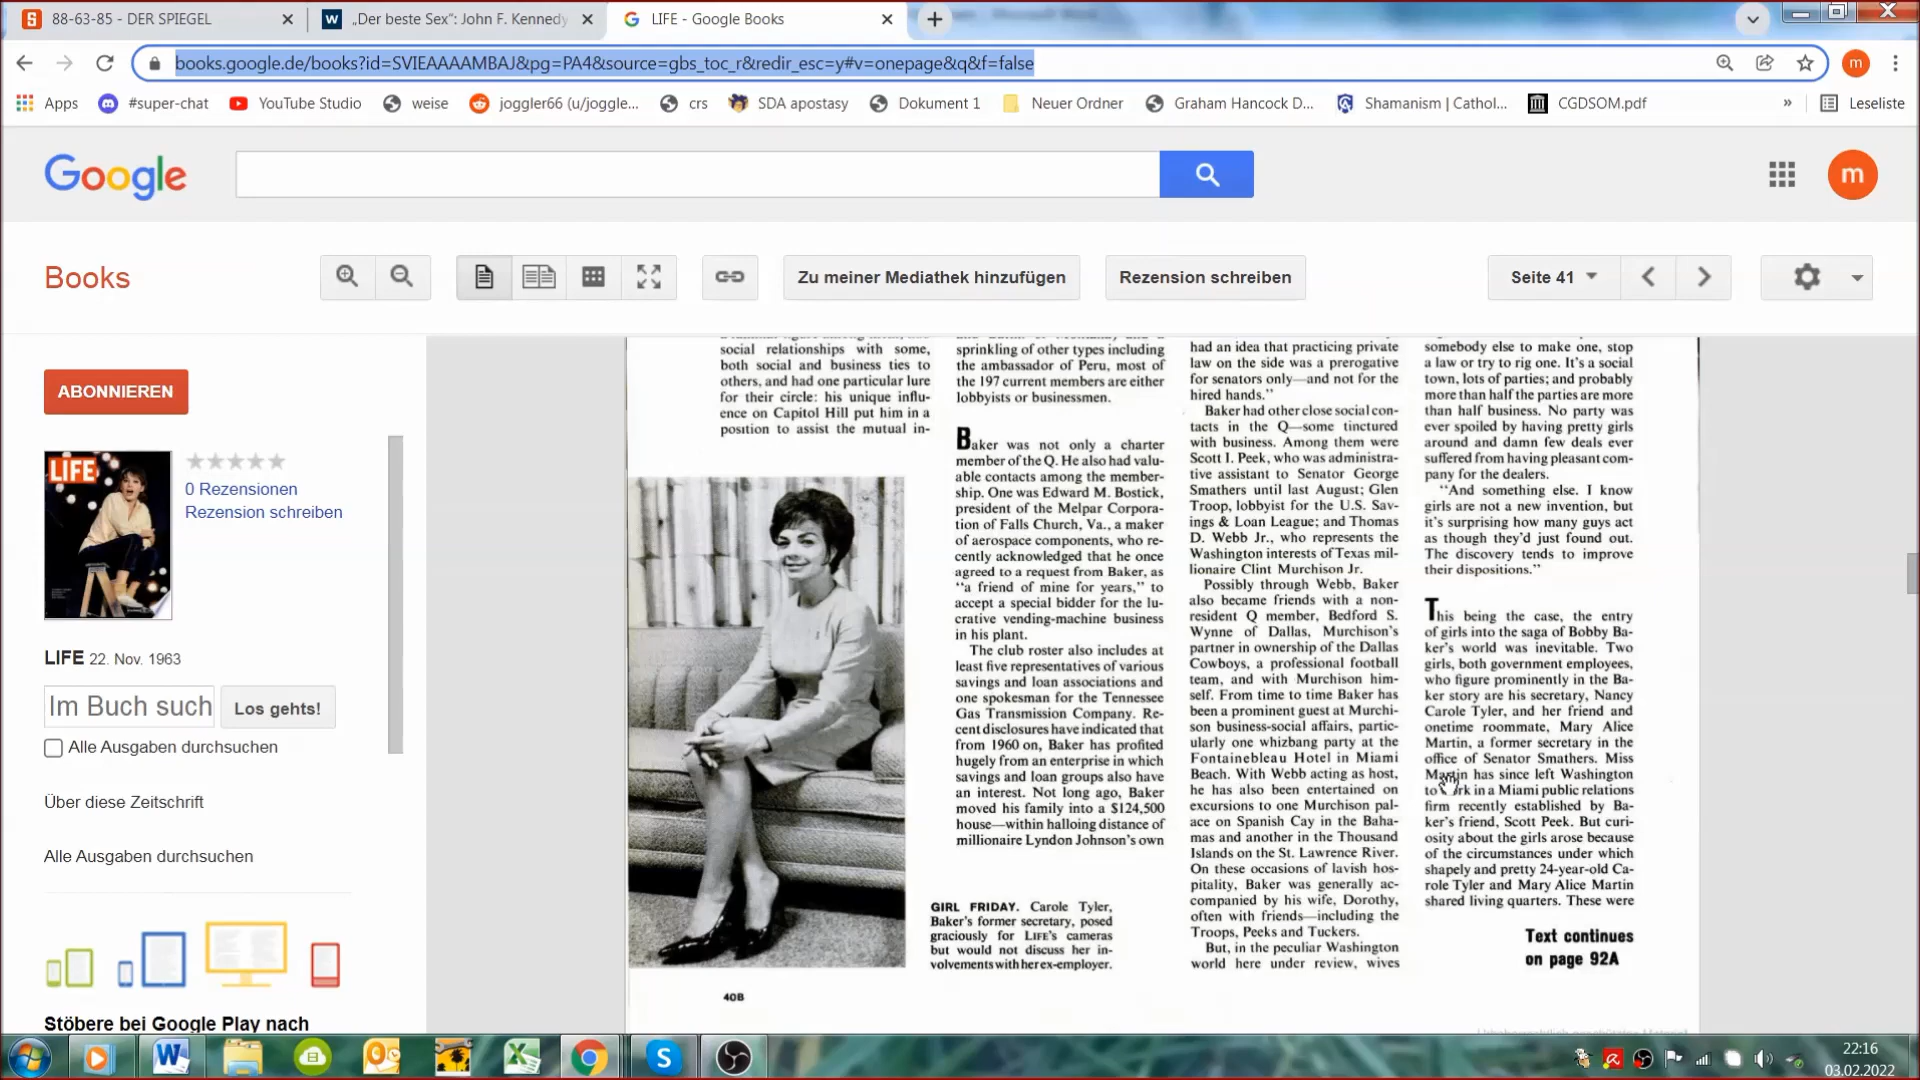 88-63-85 - DER SPIEGEL
„Der beste Sex“: John F. Kennedy
LIFE - Google Books
books.google.de/books?id=SVIEAAAAMBAJ&pg=PA4&source=gbs_toc_r&redir_esc=y#v=onepage&q&f=false
m
Apps
#super-chat
YouTube Studio
weise
joggler66 (u/joggle...
crs
SDA apostasy
Dokument 1
Neuer Ordner
Graham Hancock D...
Shamanism | Cathol...
CGDSOM.pdf
»
Leseliste
Google
m
Books
Zu meiner Mediathek hinzufügen
Rezension schreiben
Seite 41
ABONNIEREN
LIFE
0 Rezensionen
Rezension schreiben
LIFE 22. Nov. 1963
Im Buch such
Los gehts!
Alle Ausgaben durchsuchen
Über diese Zeitschrift
Alle Ausgaben durchsuchen
Stöbere bei Google Play nach
social relationships with some,
both social and business ties to
others, and had one particular lure
for their circle: his unique influ-
ence on Capitol Hill put him in a
position to assist the mutual in-
GIRL FRIDAY. Carole Tyler,
Baker's former secretary, posed
graciously for LIFE's cameras
but would not discuss her in-
volvements with her ex-employer.
40B
sprinkling of other types including
the ambassador of Peru, most of
the 197 current members are either
lobbyists or businessmen.
Baker was not only a charter
member of the Q. He also had valu-
able contacts among the member-
ship. One was Edward M. Bostick,
president of the Melpar Corpora-
tion of Falls Church, Va., a maker
of aerospace components, who re-
cently acknowledged that he once
agreed to a request from Baker, as
"a friend of mine for years," to
accept a special bidder for the lu-
crative vending-machine business
in his plant.
The club roster also includes at
least five representatives of various
savings and loan associations and
one spokesman for the Tennessee
Gas Transmission Company. Re-
cent disclosures have indicated that
from 1960 on, Baker has profited
hugely from an enterprise in which
savings and loan groups also have
an interest. Not long ago, Baker
moved his family into a $124,500
house—within halloing distance of
millionaire Lyndon Johnson's own
had an idea that practicing private
law on the side was a prerogative
for senators only—and not for the
hired hands."
Baker had other close social con-
tacts in the Q—some tinctured
with business. Among them were
Scott I. Peek, who was administra-
tive assistant to Senator George
Smathers until last August; Glen
Troop, lobbyist for the U.S. Sav-
ings & Loan League; and Thomas
D. Webb Jr., who represents the
Washington interests of Texas mil-
lionaire Clint Murchison Jr.
Possibly through Webb, Baker
also became friends with a non-
resident Q member, Bedford S.
Wynne of Dallas, Murchison's
partner in ownership of the Dallas
Cowboys, a professional football
team, and with Murchison him-
self. From time to time Baker has
been a prominent guest at Murchi-
son business-social affairs, partic-
ularly one whizbang party at the
Fontainebleau Hotel in Miami
Beach. With Webb acting as host,
he has also been entertained on
excursions to one Murchison pal-
ace on Spanish Cay in the Baha-
mas and another in the Thousand
Islands on the St. Lawrence River.
On these occasions of lavish hos-
pitality, Baker was generally ac-
companied by his wife, Dorothy,
often with friends—including the
Troops, Peeks and Tuckers.
But, in the peculiar Washington
world here under review, wives
somebody else to make one, stop
a law or try to rig one. It's a social
town, lots of parties; and probably
more than half the parties are more
than half business. No party was
ever spoiled by having pretty girls
around and damn few deals ever
suffered from having pleasant com-
pany for the dealers.
"And something else. I know
girls are not a new invention, but
it's surprising how many guys act
as though they'd just found out.
The discovery tends to improve
their dispositions."
This being the case, the entry
of girls into the saga of Bobby Ba-
ker's world was inevitable. Two
girls, both government employees,
who figure prominently in the Ba-
ker story are his secretary, Nancy
Carole Tyler, and her friend and
onetime roommate, Mary Alice
Martin, a former secretary in the
office of Senator Smathers. Miss
Martin has since left Washington
to work in a Miami public relations
firm recently established by Ba-
ker's friend, Scott Peek. But curi-
osity about the girls arose because
of the circumstances under which
shapely and pretty 24-year-old Ca-
role Tyler and Mary Alice Martin
shared living quarters. These were
Text continues
on page 92A
22:16
03.02.2022